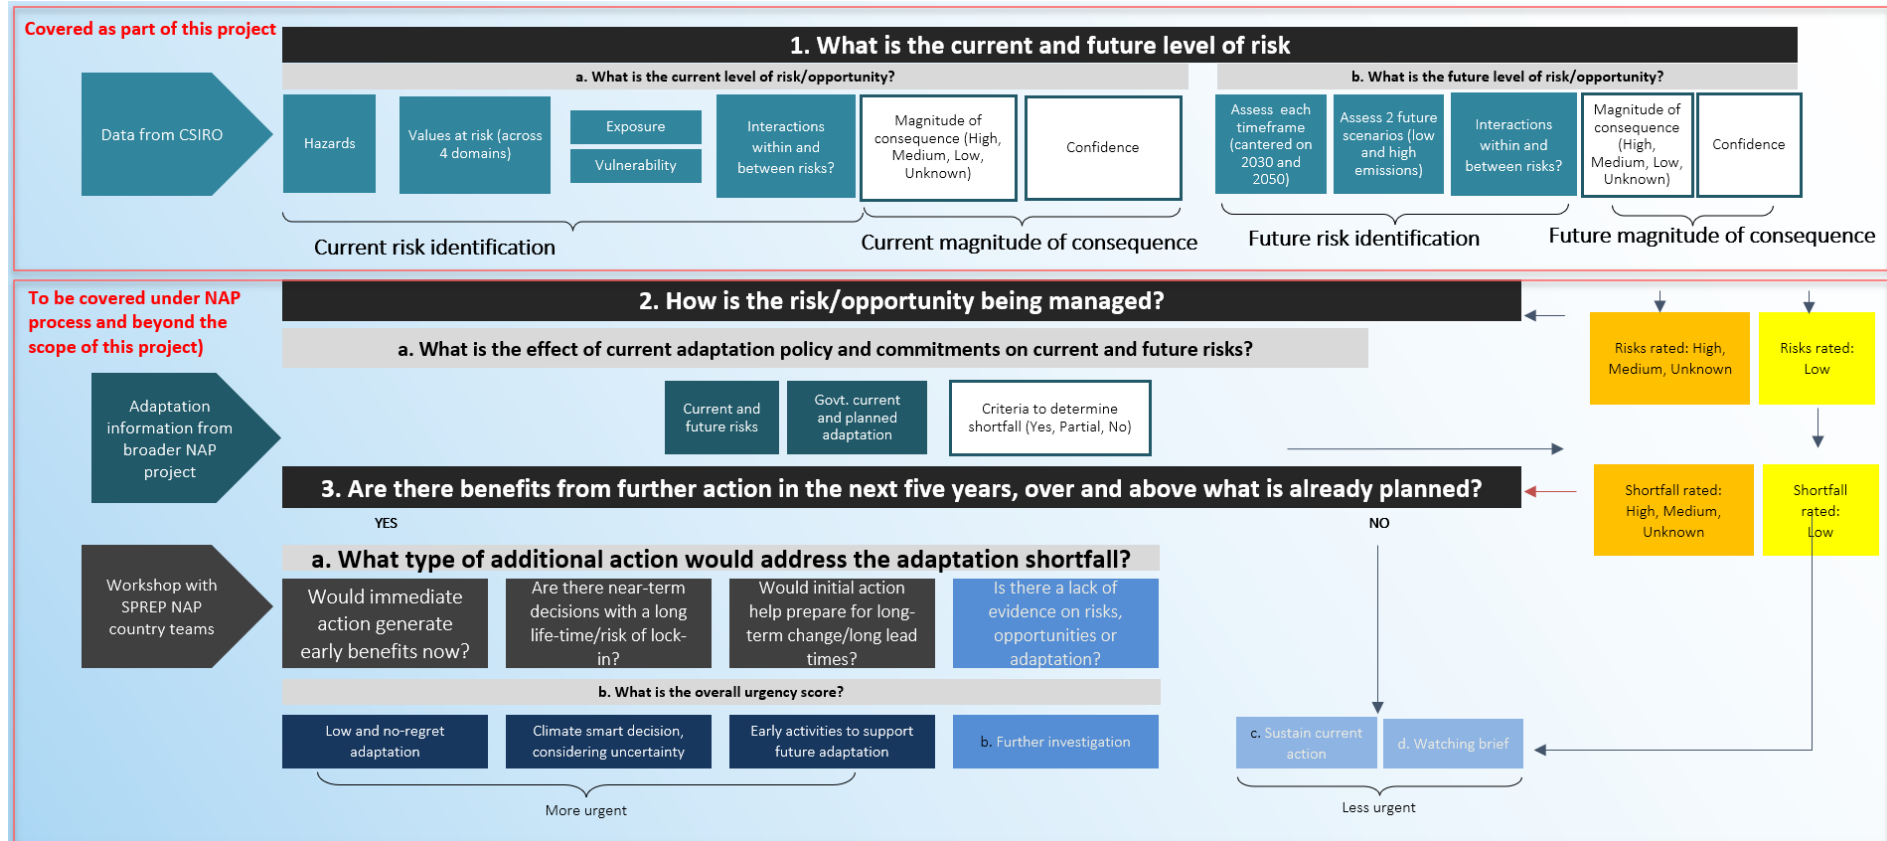 Covered as part of this project
1. What is the current and future level of risk
a. What is the current level of risk/opportunity?
b. What is the future level of risk/opportunity?
Data from CSIRO
Hazards
Values at risk (across
4 domains)
Exposure
Vulnerability
Interactions
within and
between risks?
Magnitude of
consequence (High,
Medium, Low,
Unknown)
Confidence
Assess each
timeframe
(cantered on
2030 and
2050)
Assess 2 future
scenarios (low
and high
emissions)
Interactions
within and
between risks?
Magnitude of
consequence
(High,
Medium, Low,
Unknown)
Confidence
Current risk identification
Current magnitude of consequence
Future risk identification
Future magnitude of consequence
To be covered under NAP
process and beyond the
scope of this project)
2. How is the risk/opportunity being managed?
a. What is the effect of current adaptation policy and commitments on current and future risks?
Risks rated: High,
Medium, Unknown
Risks rated:
Low
Adaptation
information from
broader NAP
project
Current and
future risks
Govt. current
and planned
adaptation
Criteria to determine
shortfall (Yes, Partial, No)
3. Are there benefits from further action in the next five years, over and above what is already planned?
Shortfall rated:
High, Medium,
Unknown
Shortfall
rated:
Low
YES
NO
a. What type of additional action would address the adaptation shortfall?
Workshop with
SPREP NAP
country teams
Would immediate
action generate
early benefits now?
Are there near-term
decisions with a long
life-time/risk of lock-
in?
Would initial action
help prepare for long-
term change/long lead
times?
Is there a lack of
evidence on risks,
opportunities or
adaptation?
b. What is the overall urgency score?
Low and no-regret
adaptation
Climate smart decision,
considering uncertainty
Early activities to support
future adaptation
b. Further investigation
c. Sustain current
action
d. Watching brief
More urgent
Less urgent